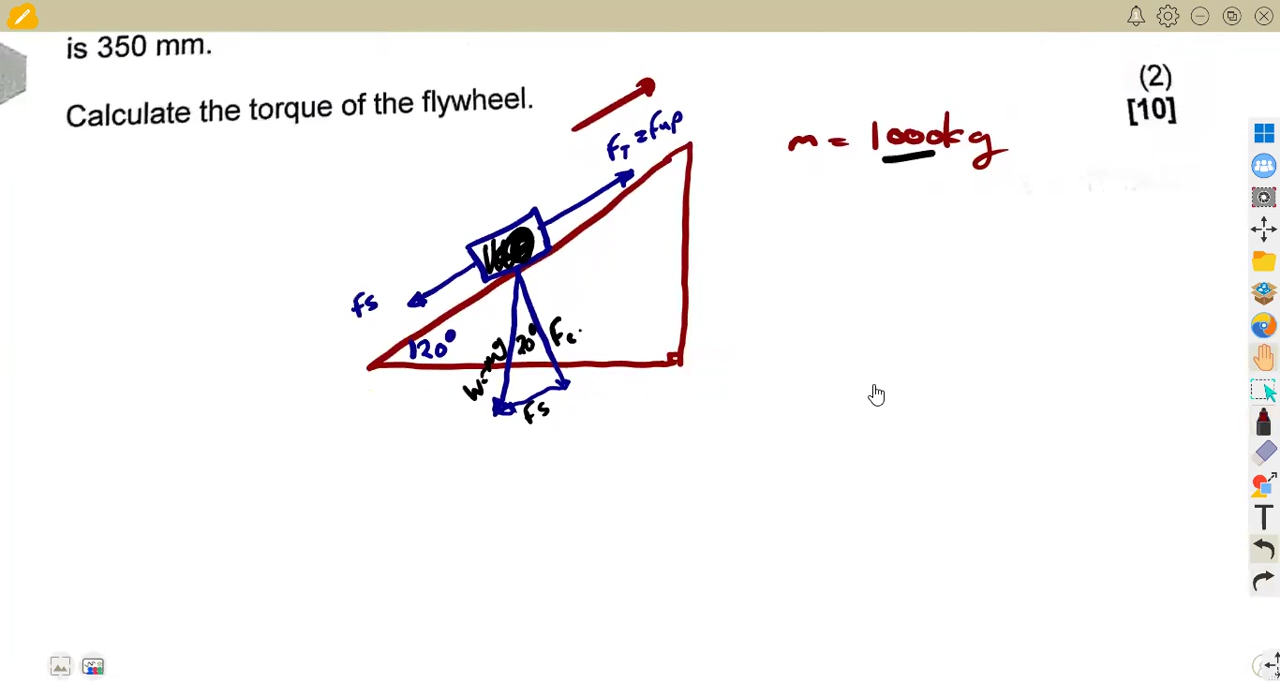 is 350 mm.
(2)
Calculate the torque of the flywheel.
[10]
m = 1000kg
FT = Fup
fs
120°
20°
Fc
W=mg
fs
T